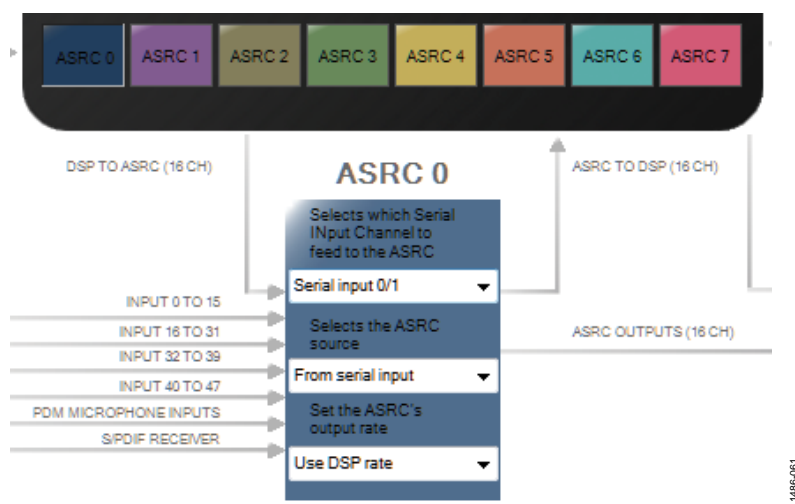 ASRC 0 ASRC 1 ASRC 2 ASRC 3 ASRC 4 ASRC 5 ASRC 6 ASRC 7
DSP TO ASRC (16 CH)
ASRC 0
ASRC TO DSP (16 CH)
Selects which Serial
INput Channel to
feed to the ASRC
Serial input 0/1
INPUT 0 TO 15
INPUT 16 TO 31
INPUT 32 TO 39
INPUT 40 TO 47
PDM MICROPHONE INPUTS
S/PDIF RECEIVER
Selects the ASRC
source
From serial input
Set the ASRC's
output rate
Use DSP rate
ASRC OUTPUTS (16 CH)